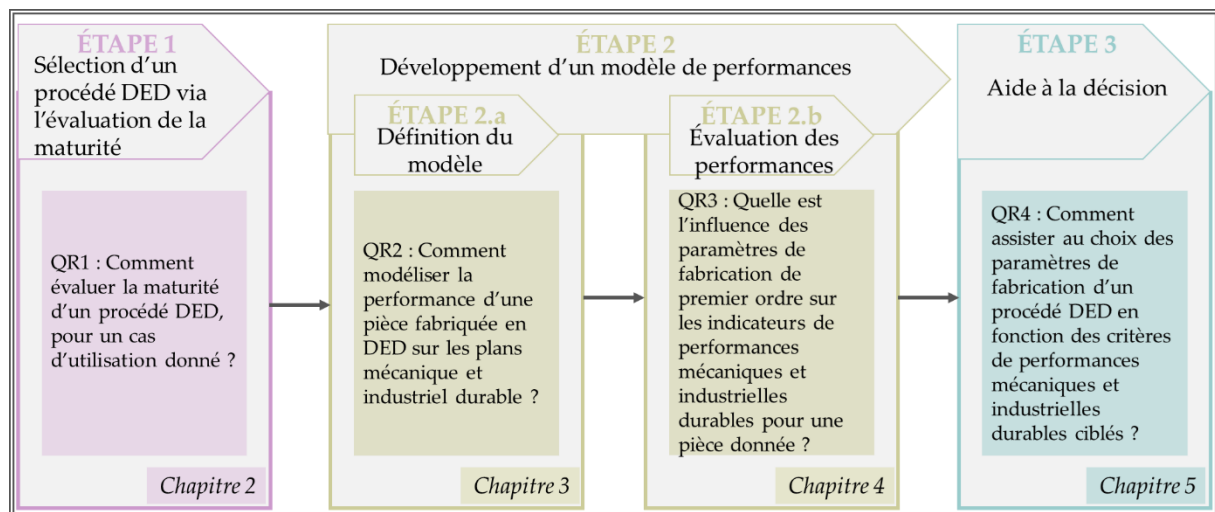 ÉTAPE 1
Sélection d'un
procédé DED via
l'évaluation de la
maturité
QR1 : Comment
évaluer la maturité
d'un procédé DED,
pour un cas
d'utilisation donné ?
Chapitre 2
ÉTAPE 2
Développement d'un modèle de performances
ÉTAPE 2.a
Définition du
modèle
QR2 : Comment
modéliser la
performance d'une
pièce fabriquée en
DED sur les plans
mécanique et
industriel durable ?
Chapitre 3
ÉTAPE 2.b
Évaluation des
performances
QR3 : Quelle est
l'influence des
paramètres de
fabrication de
premier ordre sur
les indicateurs de
performances
mécaniques et
industrielles
durables pour une
pièce donnée ?
Chapitre 4
ÉTAPE 3
Aide à la décision
QR4 : Comment
assister au choix des
paramètres de
fabrication d'un
procédé DED en
fonction des critères
de performances
mécaniques et
industrielles
durables ciblés ?
Chapitre 5